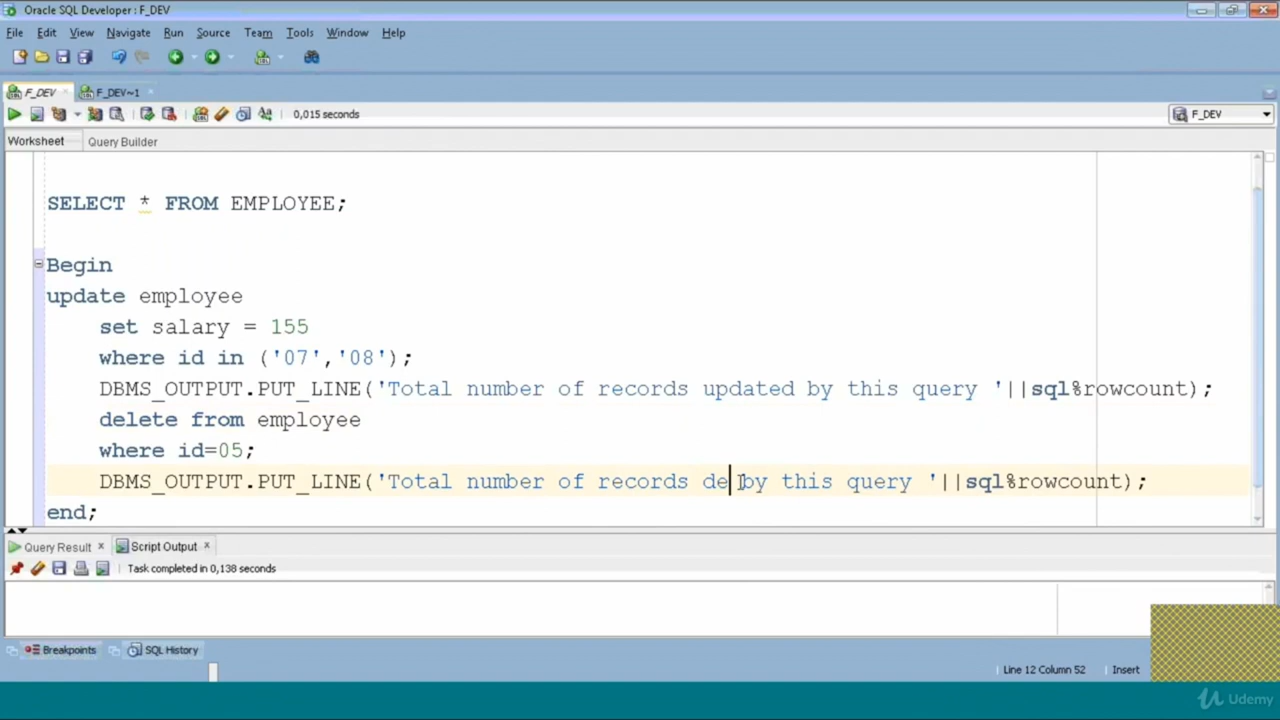 Oracle SQL Developer : F_DEV
File Edit View Navigate Run Source Team Tools Window Help
F_DEV F_DEV~1
0,015 seconds F_DEV
Worksheet Query Builder
SELECT * FROM EMPLOYEE;
Begin
update employee
set salary = 155
where id in ('07','08');
DBMS_OUTPUT.PUT_LINE('Total number of records updated by this query '||sql%rowcount);
delete from employee
where id=05;
DBMS_OUTPUT.PUT_LINE('Total number of records de by this query '||sql%rowcount);
end;
Query Result Script Output
Task completed in 0,138 seconds
Breakpoints SQL History
Line 12 Column 52 Insert
Udemy